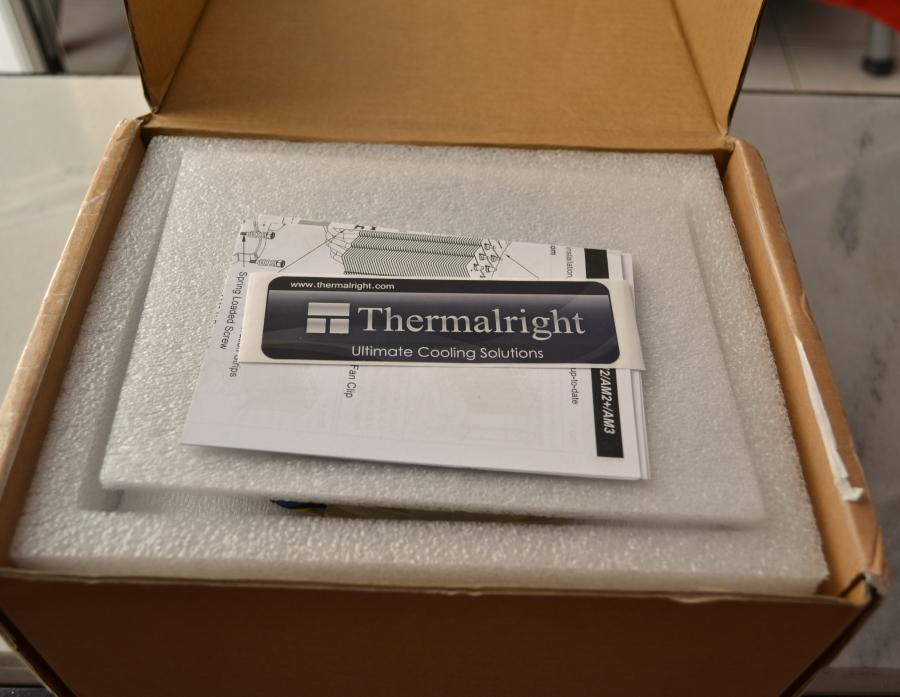 www.thermalright.com
Thermalright
Ultimate Cooling Solutions
Spring Loaded Screw
Fan Clip
up-to-date
2/AM2+/AM3